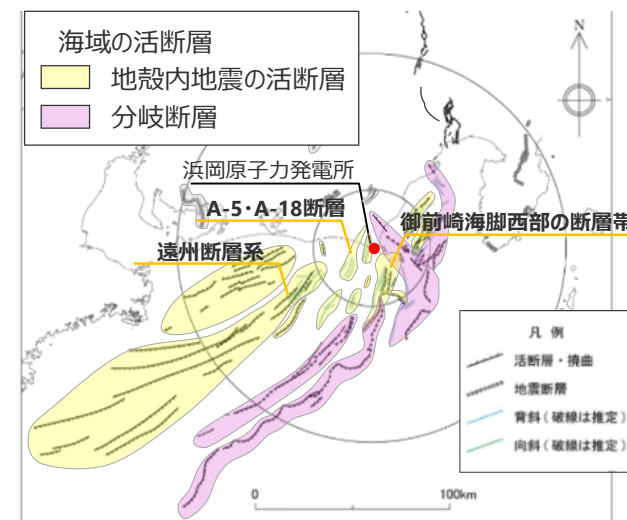 海域の活断層
地殻内地震の活断層
分岐断層
N
浜岡原子力発電所
A-5・A-18断層
御前崎海脚西部の断層帯
遠州断層系
凡 例
活断層・撓曲
地震断層
背斜(破線は推定)
向斜(破線は推定)
0 100km